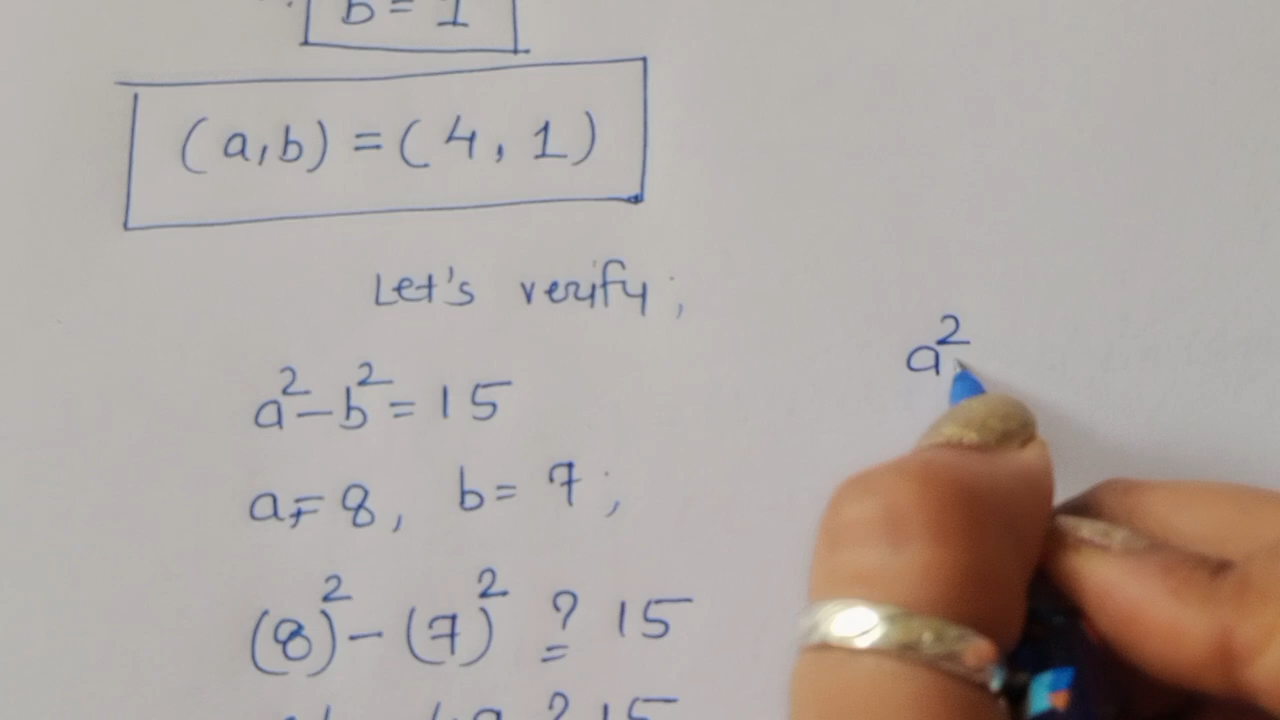 b = 1
(a,b) = (4, 1)
Let's verify;
a²-b² = 15
a = 8, b = 7;
(8)² - (7)² ≟ 15
a²